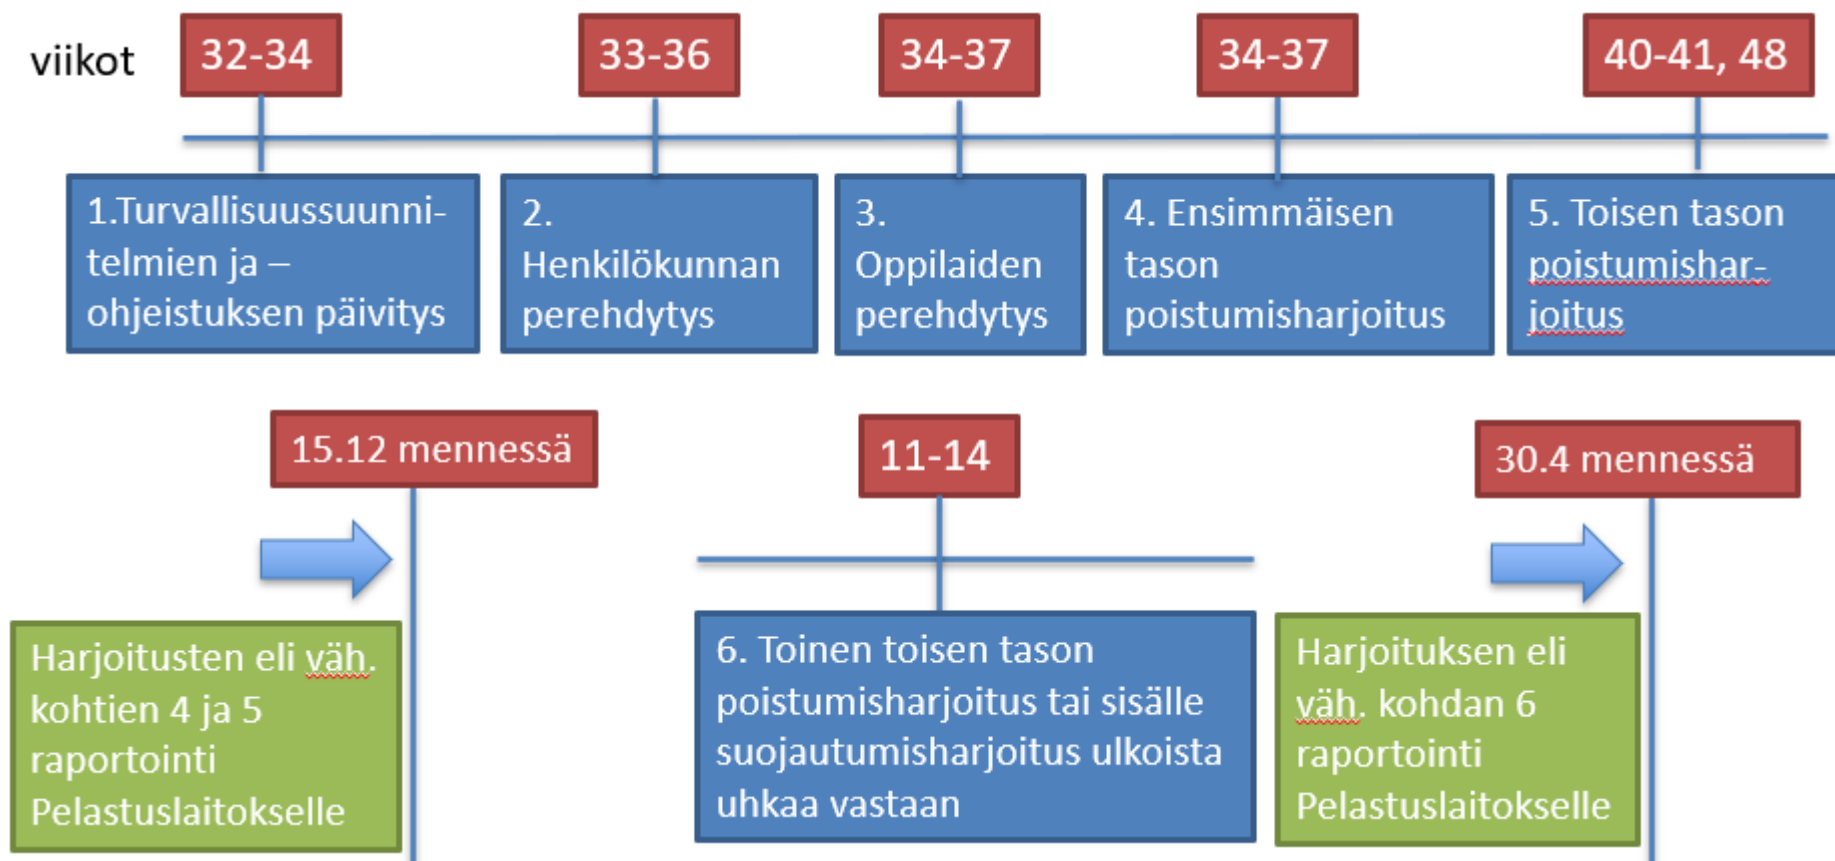 viikot
32-34
33-36
34-37
34-37
40-41, 48
1.Turvallisuussuunni-
telmien ja –
ohjeistuksen päivitys
2.
Henkilökunnan
perehdytys
3.
Oppilaiden
perehdytys
4. Ensimmäisen
tason
poistumisharjoitus
5. Toisen tason
poistumishar-
joitus
15.12 mennessä
11-14
30.4 mennessä
Harjoitusten eli väh.
kohtien 4 ja 5
raportointi
Pelastuslaitokselle
6. Toinen toisen tason
poistumisharjoitus tai sisälle
suojautumisharjoitus ulkoista
uhkaa vastaan
Harjoituksen eli
väh. kohdan 6
raportointi
Pelastuslaitokselle